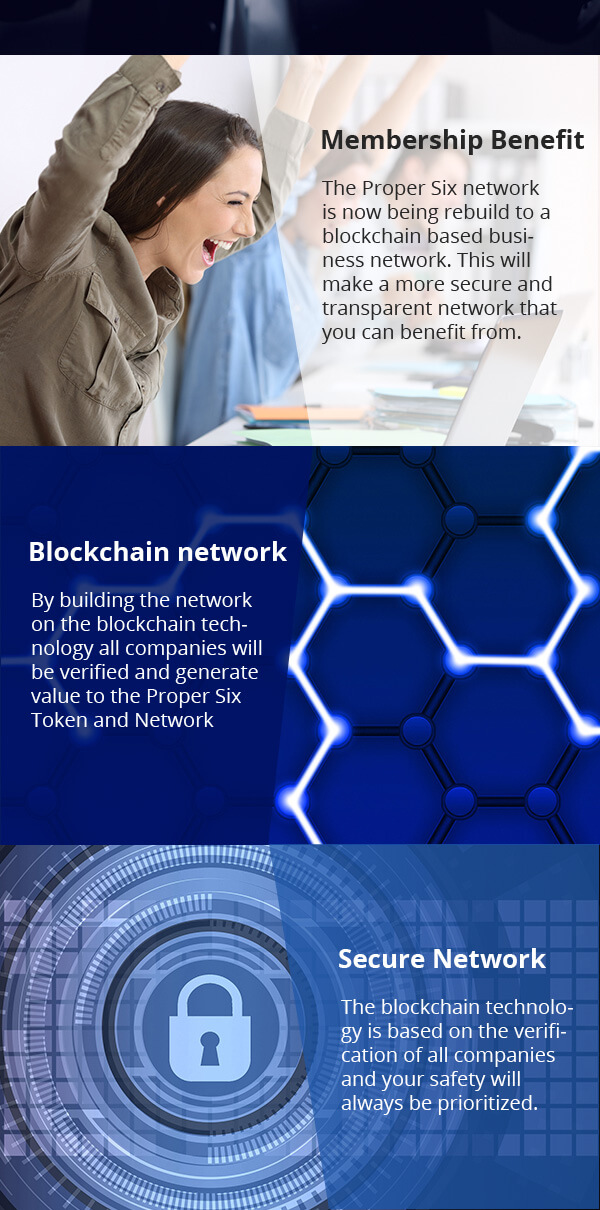 Membership Benefit
The Proper Six network
is now being rebuild to a
blockchain based busi-
ness network. This will
make a more secure and
transparent network that
you can benefit from.
Blockchain network
By building the network
on the blockchain tech-
nology all companies will
be verified and generate
value to the Proper Six
Token and Network
Secure Network
The blockchain technolo-
gy is based on the verifi-
cation of all companies
and your safety will
always be prioritized.